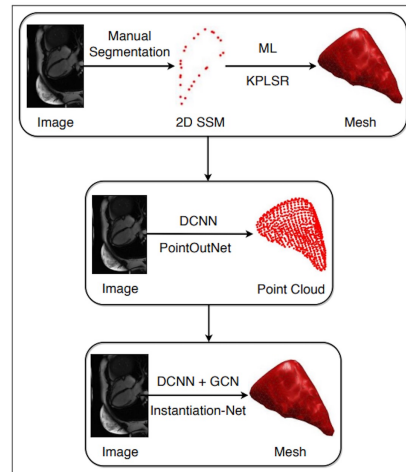 Manual
Segmentation
ML
KPLSR
Image
2D SSM
Mesh
DCNN
PointOutNet
Image
Point Cloud
DCNN + GCN
Instantiation-Net
Image
Mesh